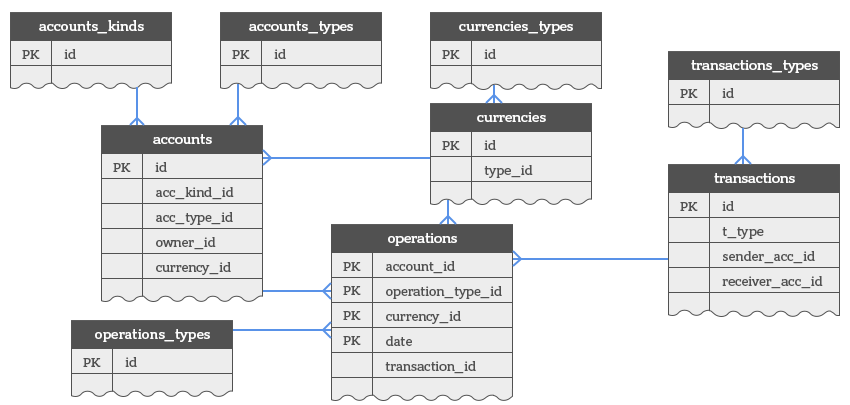 accounts_kinds
PK id
accounts_types
PK id
currencies_types
PK id
transactions_types
PK id
accounts
PK id
acc_kind_id
acc_type_id
owner_id
currency_id
currencies
PK id
type_id
transactions
PK id
t_type
sender_acc_id
receiver_acc_id
operations
PK account_id
PK operation_type_id
PK currency_id
PK date
transaction_id
operations_types
PK id